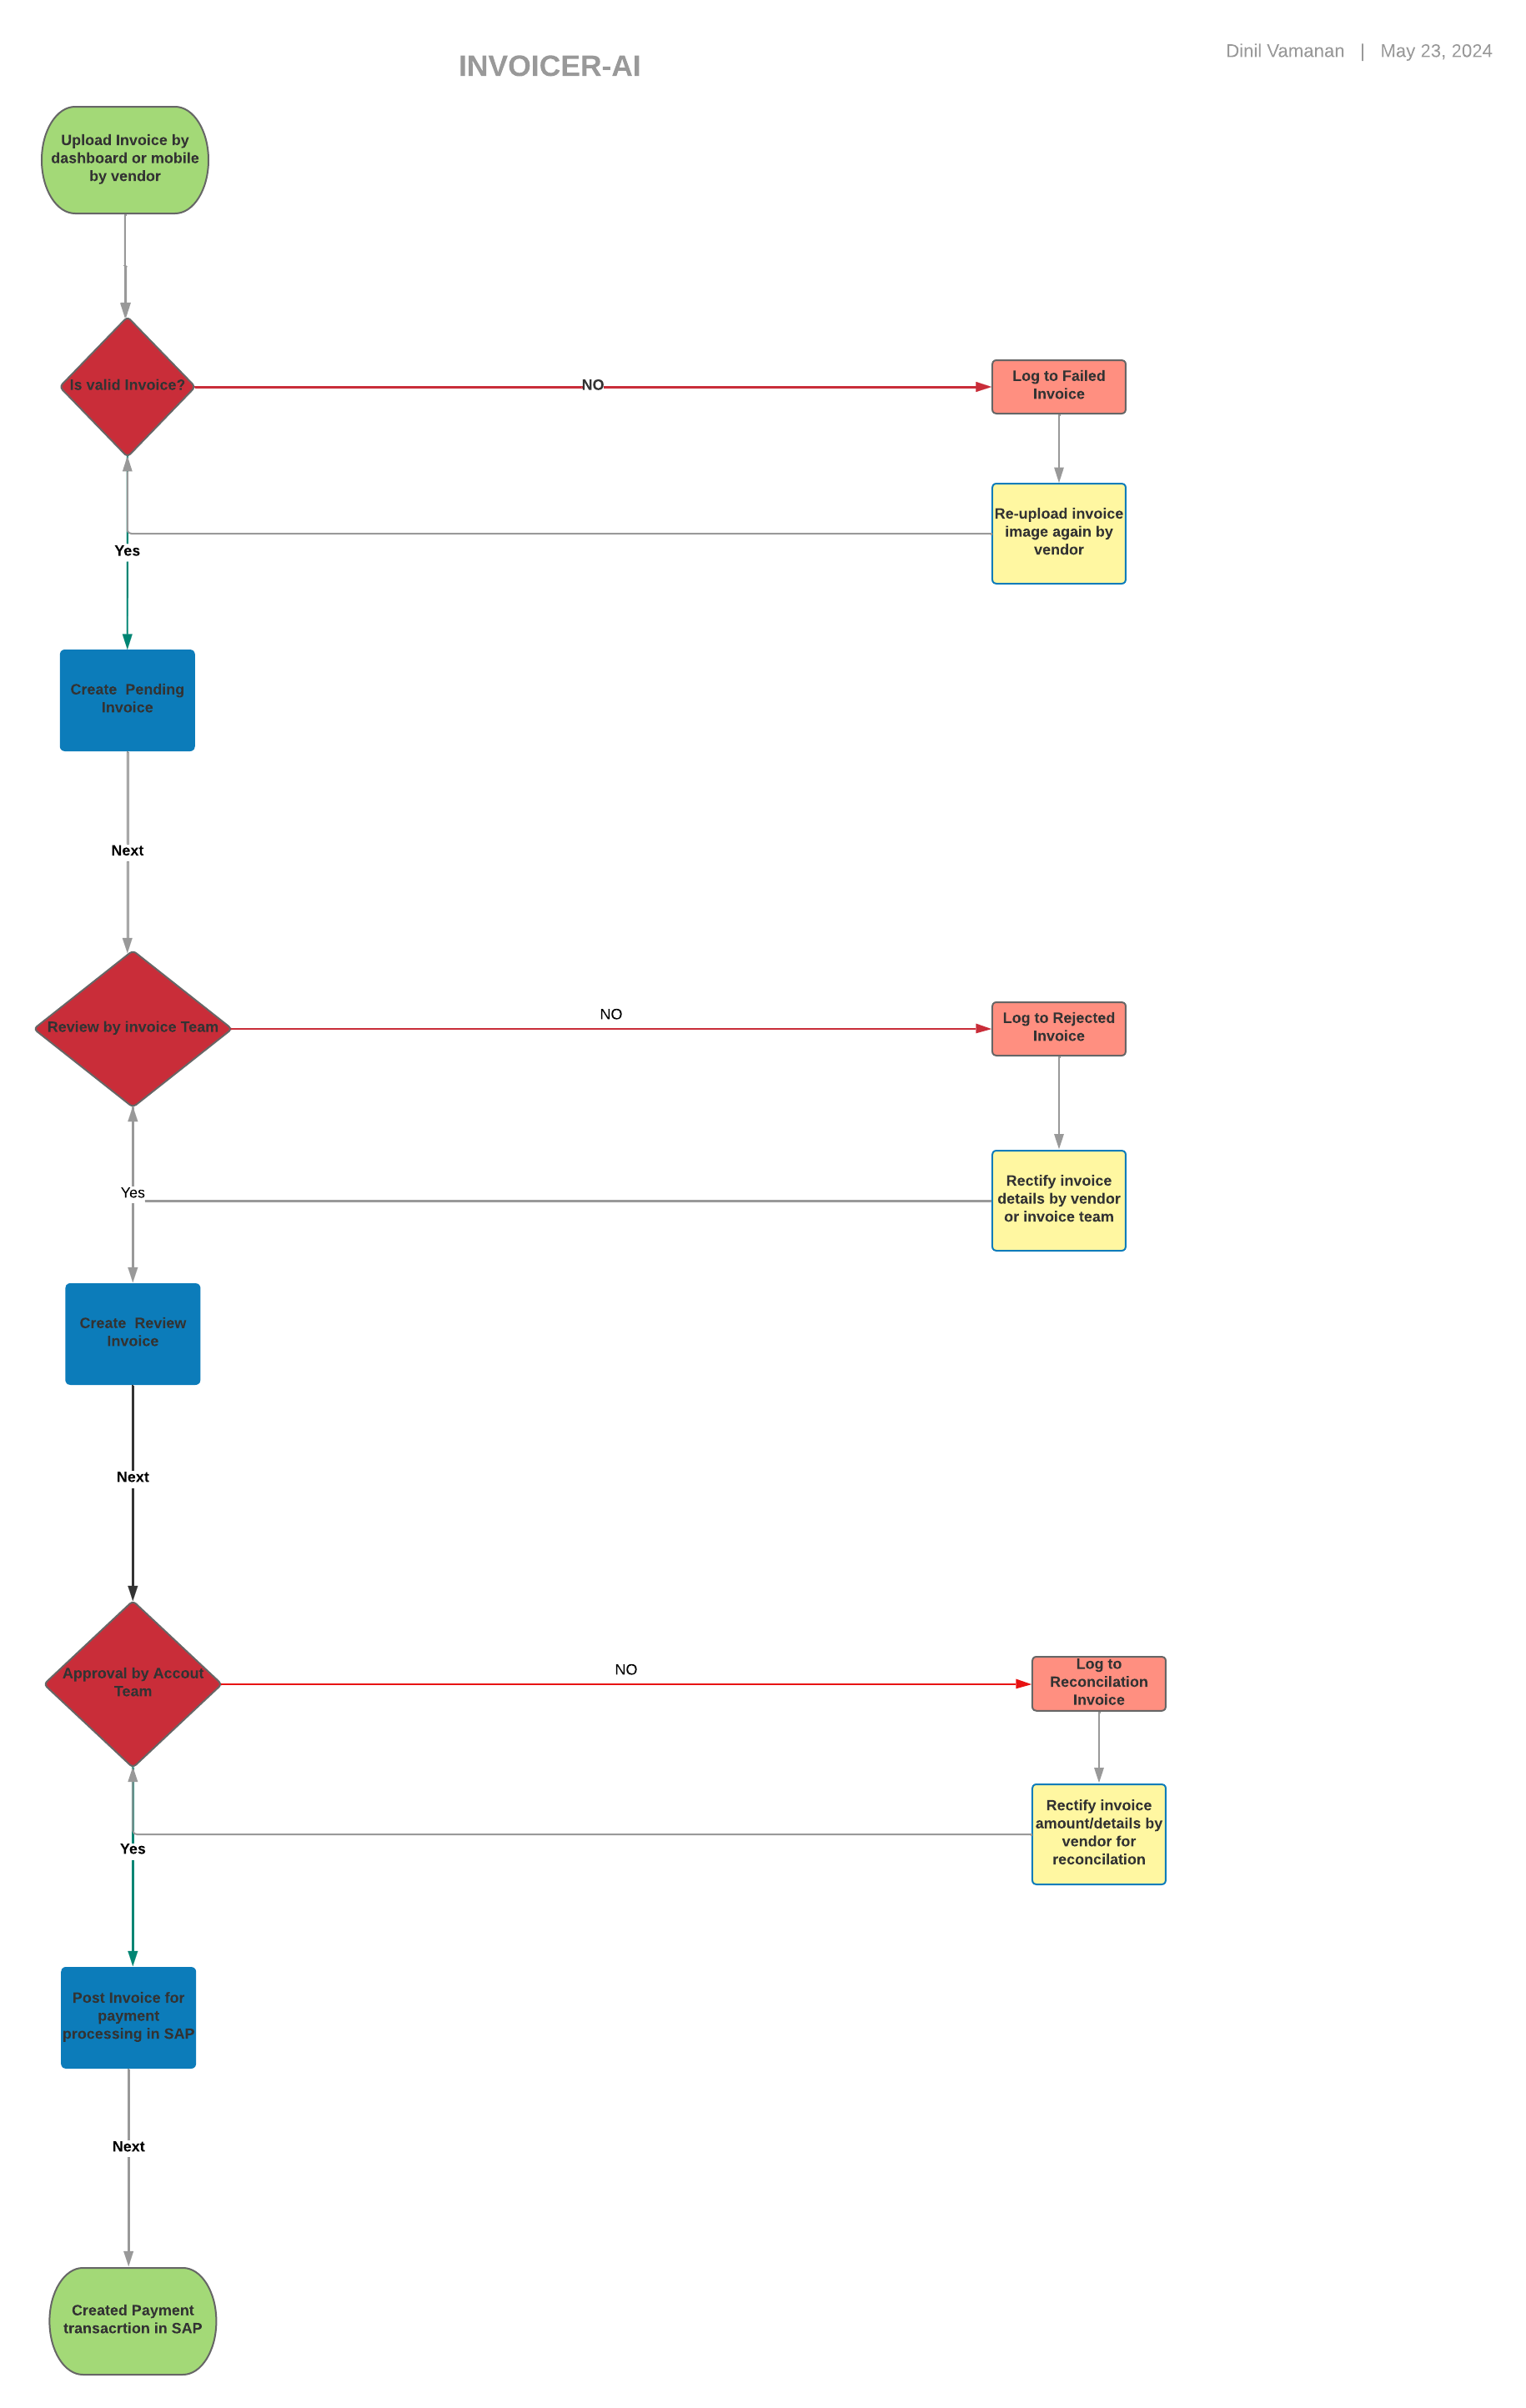 INVOICER-AI
Dinil Vamanan | May 23, 2024
Upload Invoice by
dashboard or mobile
by vendor
Is valid Invoice?
NO
Log to Failed
Invoice
Re-upload invoice
image again by
vendor
Yes
Create Pending
Invoice
Next
Review by invoice Team
NO
Log to Rejected
Invoice
Rectify invoice
details by vendor
or invoice team
Yes
Create Review
Invoice
Next
Approval by Accout
Team
NO
Log to
Reconcilation
Invoice
Rectify invoice
amount/details by
vendor for
reconcilation
Yes
Post Invoice for
payment
processing in SAP
Next
Created Payment
transacrtion in SAP